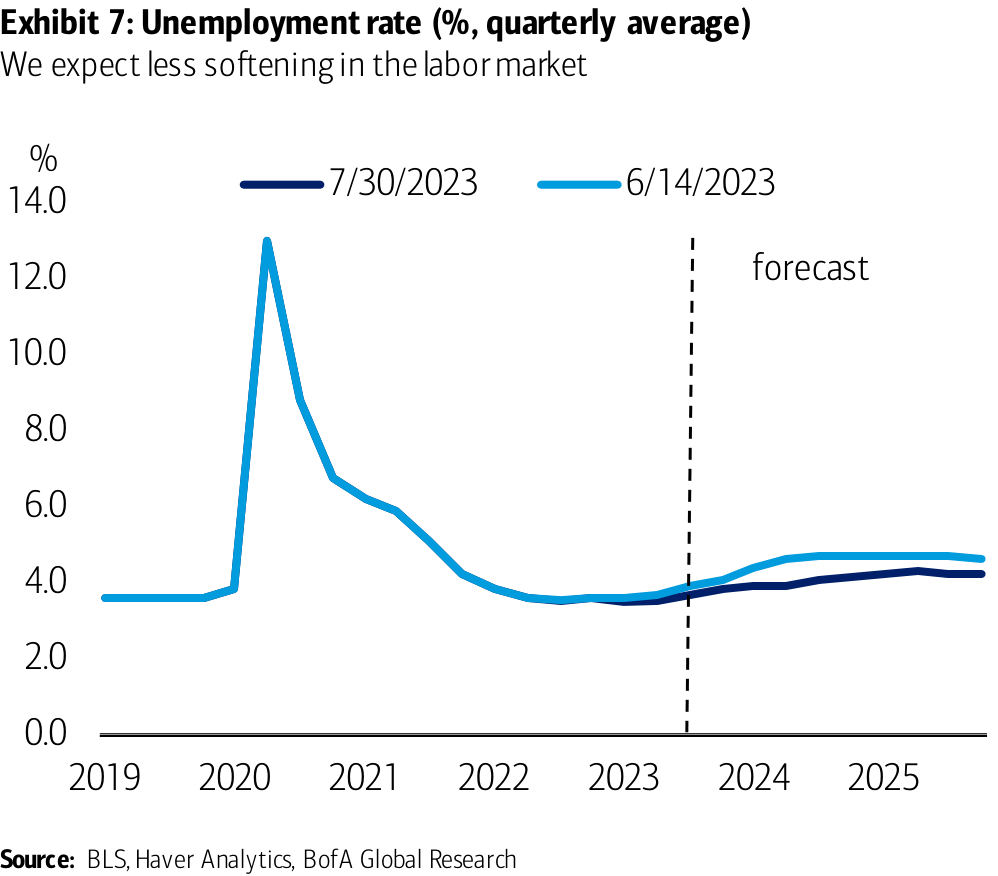 Exhibit 7: Unemployment rate (%, quarterly average)
We expect less softening in the labor market
%
7/30/2023 6/14/2023
14.0
forecast
12.0
10.0
8.0
6.0
4.0
2.0
0.0
2019 2020 2021 2022 2023 2024 2025
Source: BLS, Haver Analytics, BofA Global Research